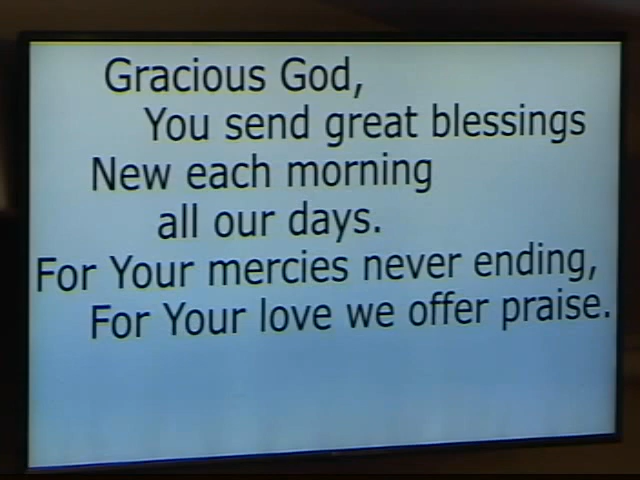 Gracious God,
You send great blessings
New each morning
all our days.
For Your mercies never ending,
For Your love we offer praise.